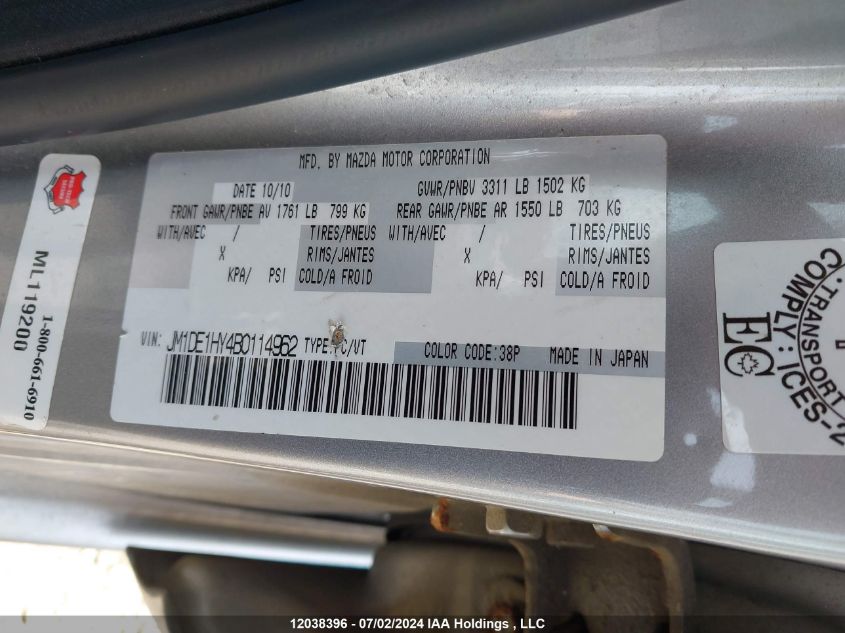 MFD. BY MAZDA MOTOR CORPORATION
DATE 10/10 GVWR/PNBV 3311 LB 1502 KG
FRONT GAWR/PNBE AV 1761 LB 799 KG REAR GAWR/PNBE AR 1550 LB 703 KG
WITH/AVEC / TIRES/PNEUS WITH/AVEC / TIRES/PNEUS
X RIMS/JANTES X RIMS/JANTES
KPA/ PSI COLD/A FROID KPA/ PSI COLD/A FROID
VIN: JM1DE1HY4B0114962 TYPE: C/VT COLOR CODE:38P MADE IN JAPAN
ML119200
1-800-661-6910
TRANSPORT
COMPLY: ICES-2
EC
12038396 - 07/02/2024 IAA Holdings , LLC